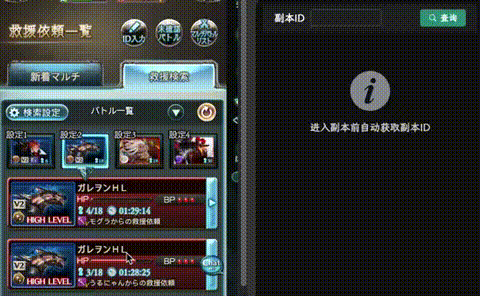 救援依頼一覧
ID入力
未確認
バトル
マルチバトル
リスト
新着マルチ
救援検索
検索設定
バトル一覧
設定1
設定2
設定3
設定4
ガレヲンHL
HP
BP
V2
HIGH LEVEL
4/18 01:29:14
モグラからの救援依頼
ガレヲンHL
HP
BP
V2
HIGH LEVEL
3/18 01:28:25
うるにゃんからの救援依頼
Chat
副本ID
查询
进入副本前自动获取副本ID